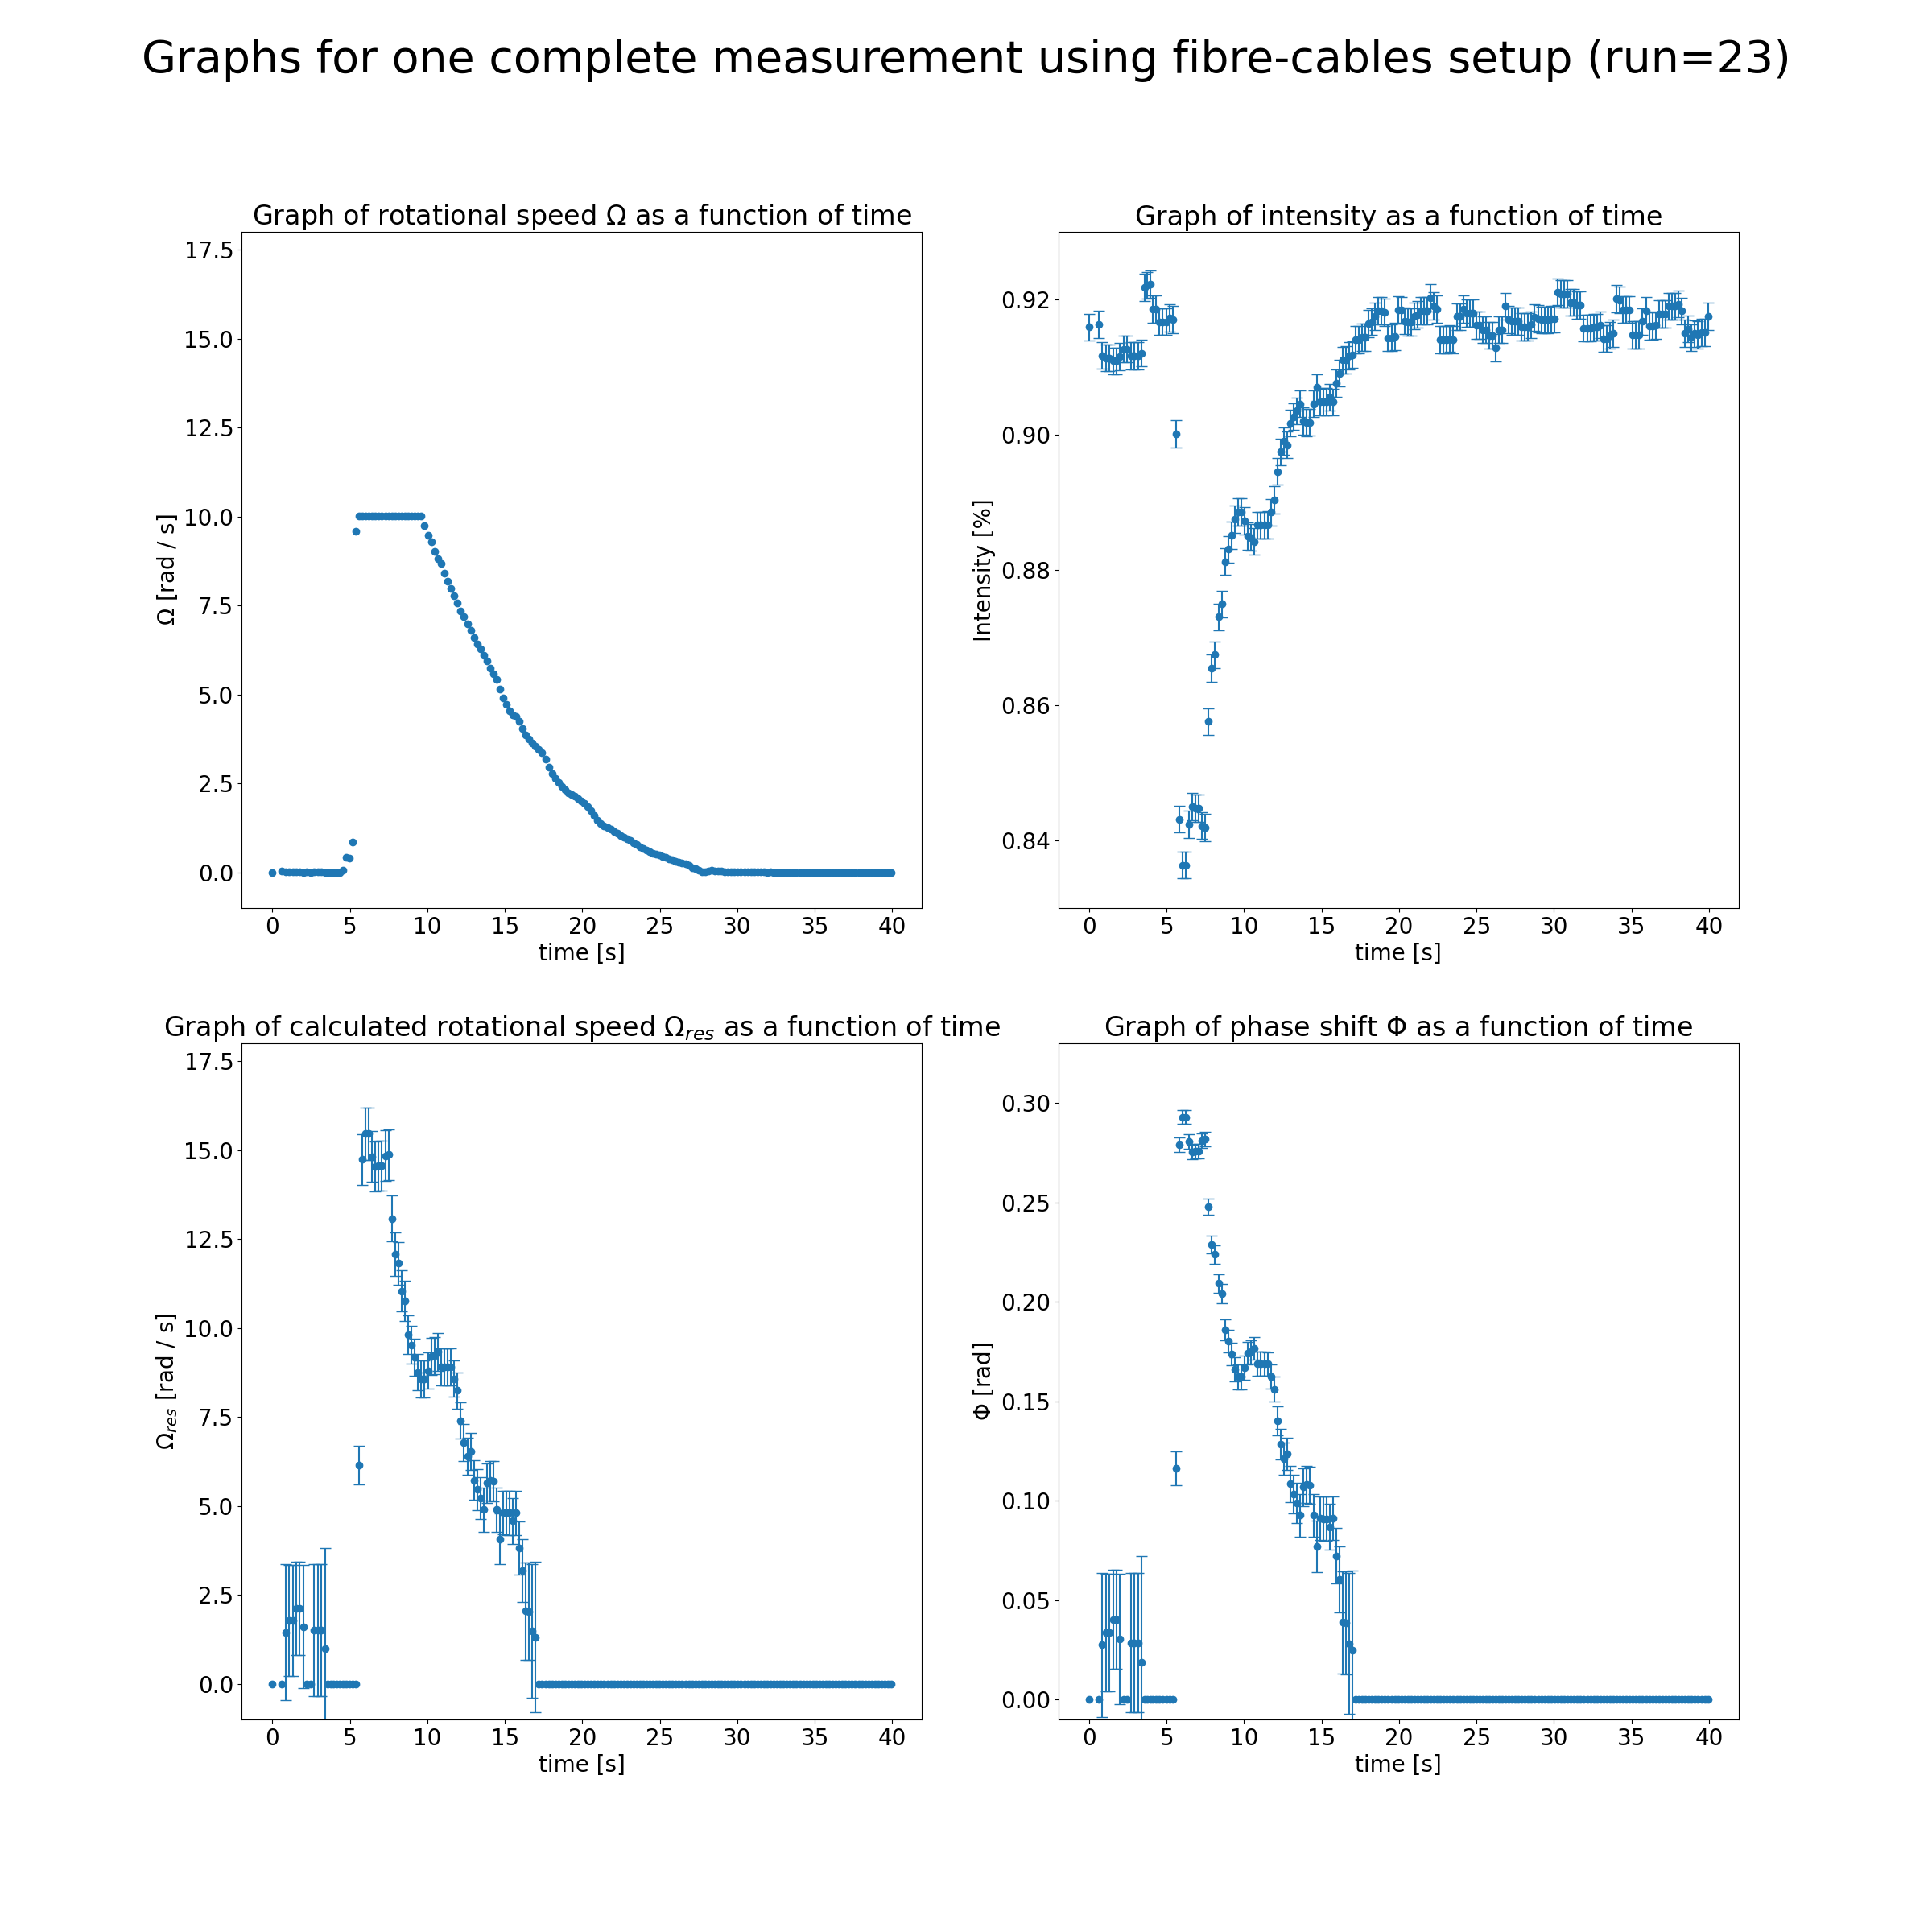 Graphs for one complete measurement using fibre-cables setup (run=23)
Graph of rotational speed Ω as a function of time
17.5
15.0
12.5
10.0
7.5
5.0
2.5
0.0
Ω [rad / s]
0 5 10 15 20 25 30 35 40
time [s]
Graph of intensity as a function of time
0.92
0.90
0.88
0.86
0.84
Intensity [%]
0 5 10 15 20 25 30 35 40
time [s]
Graph of calculated rotational speed Ωres as a function of time
17.5
15.0
12.5
10.0
7.5
5.0
2.5
0.0
Ωres [rad / s]
0 5 10 15 20 25 30 35 40
time [s]
Graph of phase shift Φ as a function of time
0.30
0.25
0.20
0.15
0.10
0.05
0.00
Φ [rad]
0 5 10 15 20 25 30 35 40
time [s]